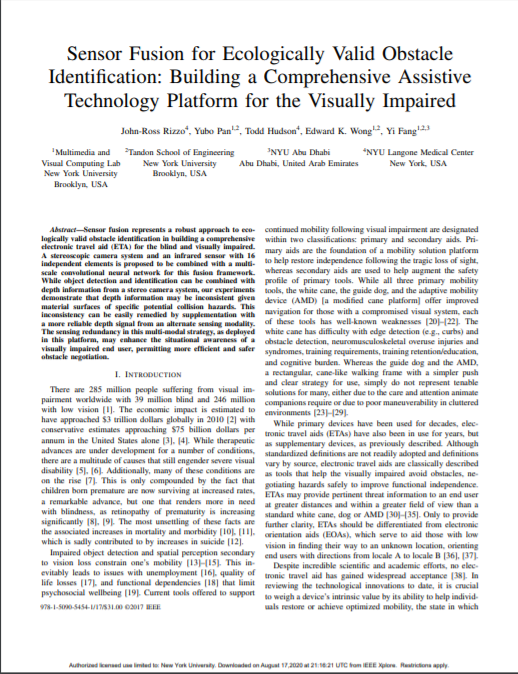 Sensor Fusion for Ecologically Valid Obstacle
Identification: Building a Comprehensive Assistive
Technology Platform for the Visually Impaired
John-Ross Rizzo⁴, Yubo Pan¹,², Todd Hudson⁴, Edward K. Wong¹,², Yi Fang¹,²,³
¹Multimedia and
Visual Computing Lab
New York University
Brooklyn, USA
²Tandon School of Engineering
New York University
Brooklyn, USA
³NYU Abu Dhabi
Abu Dhabi, United Arab Emirates
⁴NYU Langone Medical Center
New York, USA
Abstract—Sensor fusion represents a robust approach to eco-
logically valid obstacle identification in building a comprehensive
electronic travel aid (ETA) for the blind and visually impaired.
A stereoscopic camera system and an infrared sensor with 16
independent elements is proposed to be combined with a multi-
scale convolutional neural network for this fusion framework.
While object detection and identification can be combined with
depth information from a stereo camera system, our experiments
demonstrate that depth information may be inconsistent given
material surfaces of specific potential collision hazards. This
inconsistency can be easily remedied by supplementation with
a more reliable depth signal from an alternate sensing modality.
The sensing redundancy in this multi-modal strategy, as deployed
in this platform, may enhance the situational awareness of a
visually impaired end user, permitting more efficient and safer
obstacle negotiation.
I. INTRODUCTION
There are 285 million people suffering from visual im-
pairment worldwide with 39 million blind and 246 million
with low vision [1]. The economic impact is estimated to
have approached $3 trillion dollars globally in 2010 [2] with
conservative estimates approaching $75 billion dollars per
annum in the United States alone [3], [4]. While therapeutic
advances are under development for a number of conditions,
there are a multitude of causes that still engender severe visual
disability [5], [6]. Additionally, many of these conditions are
on the rise [7]. This is only compounded by the fact that
children born premature are now surviving at increased rates,
a remarkable advance, but one that renders more in need
with blindness, as retinopathy of prematurity is increasing
significantly [8], [9]. The most unsettling of these facts are
the associated increases in mortality and morbidity [10], [11],
which is sadly contributed to by increases in suicide [12].
Impaired object detection and spatial perception secondary
to vision loss constrain one's mobility [13]–[15]. This in-
evitably leads to issues with unemployment [16], quality of
life losses [17], and functional dependencies [18] that limit
psychosocial wellbeing [19]. Current tools offered to support
978-1-5090-5454-1/17/$31.00 ©2017 IEEE
continued mobility following visual impairment are designated
within two classifications: primary and secondary aids. Pri-
mary aids are the foundation of a mobility solution platform
to help restore independence following the tragic loss of sight,
whereas secondary aids are used to help augment the safety
profile of primary tools. While all three primary mobility
tools, the white cane, the guide dog, and the adaptive mobility
device (AMD) [a modified cane platform] offer improved
navigation for those with a compromised visual system, each
of these tools has well-known weaknesses [20]–[22]. The
white cane has difficulty with edge detection (e.g., curbs) and
obstacle detection, neuromusculoskeletal overuse injuries and
syndromes, training requirements, training retention/education,
and cognitive burden. Whereas the guide dog and the AMD,
a rectangular, cane-like walking frame with a simpler push
and clear strategy for use, simply do not represent tenable
solutions for many, either due to the care and attention animate
companions require or due to poor maneuverability in cluttered
environments [23]–[29].
While primary devices have been used for decades, elec-
tronic travel aids (ETAs) have also been in use for years, but
as supplementary devices, as previously described. Although
standardized definitions are not readily adopted and definitions
vary by source, electronic travel aids are classically described
as tools that help the visually impaired avoid obstacles, ne-
gotiating hazards safely to improve functional independence.
ETAs may provide pertinent threat information to an end user
at greater distances and within a greater field of view than a
standard white cane, dog or AMD [30]–[35]. Only to provide
further clarity, ETAs should be differentiated from electronic
orientation aids (EOAs), which serve to aid those with low
vision in finding their way to an unknown location, orienting
end users with directions from locale A to locale B [36], [37].
Despite incredible scientific and academic efforts, no elec-
tronic travel aid has gained widespread acceptance [38]. In
reviewing the technological innovations to date, it is crucial
to weigh a device's intrinsic value by its ability to help individ-
uals restore or achieve optimized mobility, the state in which
Authorized licensed use limited to: New York University. Downloaded on August 17,2020 at 21:16:21 UTC from IEEE Xplore. Restrictions apply.